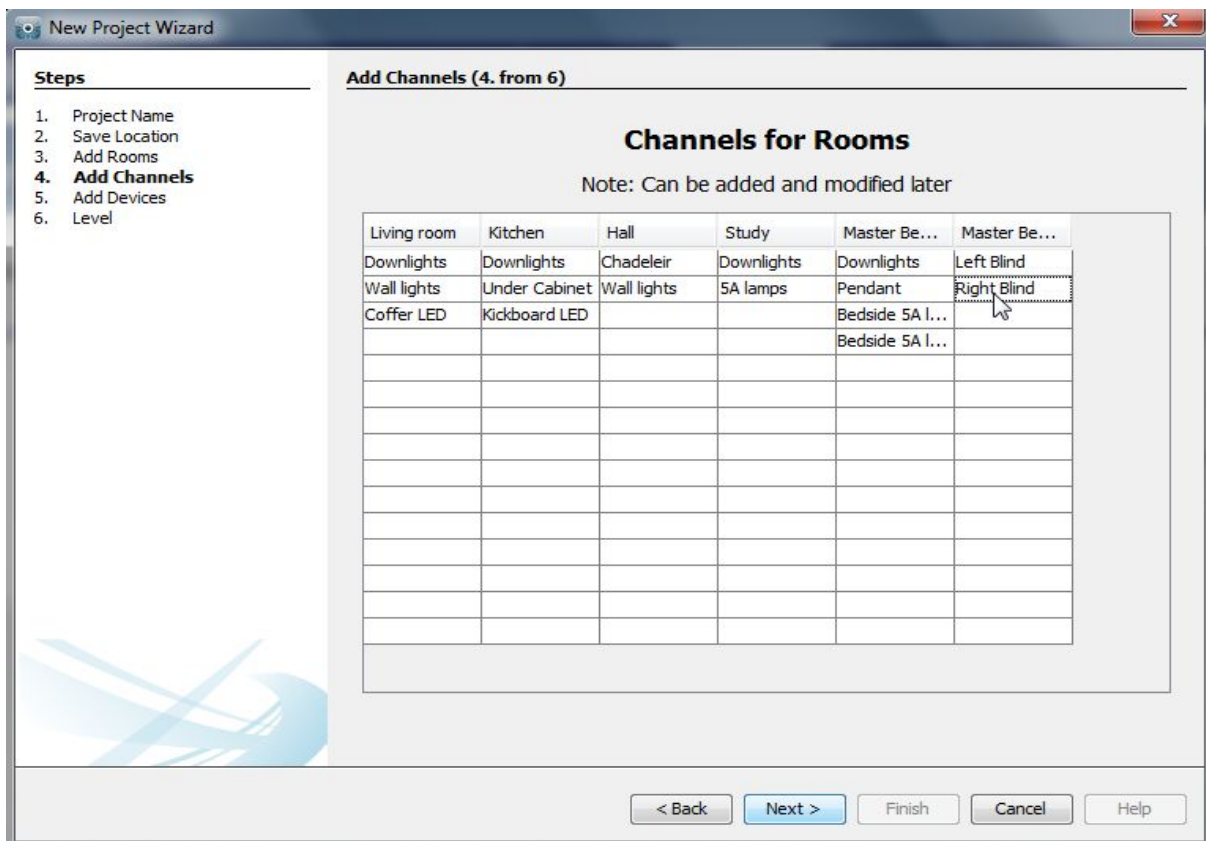 New Project Wizard
Steps
1. Project Name
2. Save Location
3. Add Rooms
4. Add Channels
5. Add Devices
6. Level
Add Channels (4. from 6)
Channels for Rooms
Note: Can be added and modified later
Living room Kitchen Hall Study Master Be... Master Be...
Downlights Downlights Chadeleir Downlights Downlights Left Blind
Wall lights Under Cabinet Wall lights 5A lamps Pendant Right Blind
Coffer LED Kickboard LED Bedside 5A l...
Bedside 5A l...
< Back Next > Finish Cancel Help